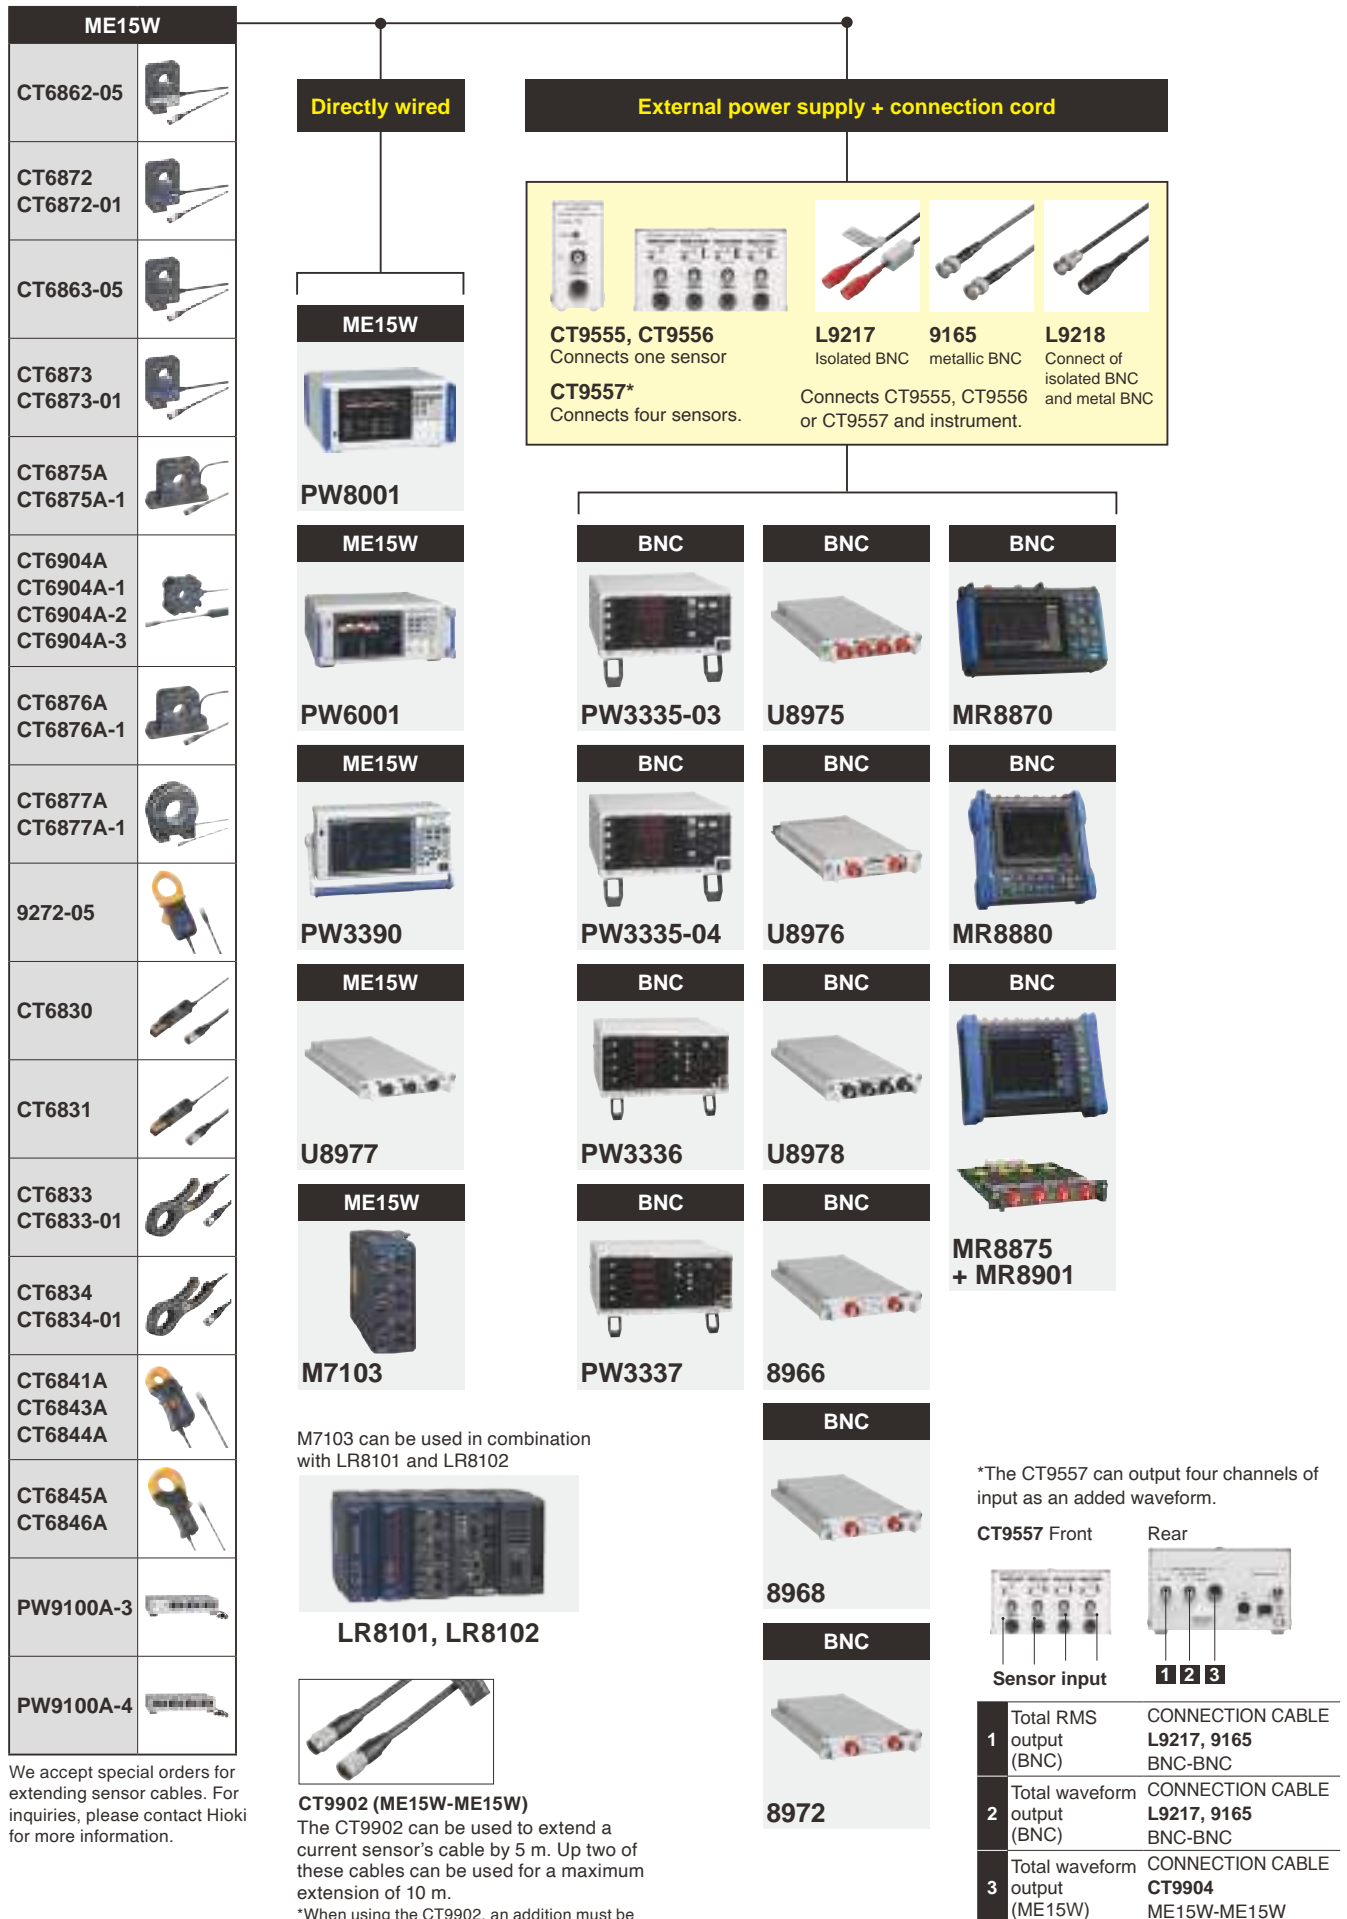 ME15W
CT6862-05
CT6872
CT6872-01
CT6863-05
CT6873
CT6873-01
CT6875A
CT6875A-1
CT6904A
CT6904A-1
CT6904A-2
CT6904A-3
CT6876A
CT6876A-1
CT6877A
CT6877A-1
9272-05
CT6830
CT6831
CT6833
CT6833-01
CT6834
CT6834-01
CT6841A
CT6843A
CT6844A
CT6845A
CT6846A
PW9100A-3
PW9100A-4
We accept special orders for
extending sensor cables. For
inquiries, please contact Hioki
for more information.
Directly wired
ME15W
PW8001
ME15W
PW6001
ME15W
PW3390
ME15W
U8977
ME15W
M7103
M7103 can be used in combination
with LR8101 and LR8102
LR8101, LR8102
CT9902 (ME15W-ME15W)
The CT9902 can be used to extend a
current sensor's cable by 5 m. Up two of
these cables can be used for a maximum
extension of 10 m.
*When using the CT9902, an addition must be
External power supply + connection cord
CT9555, CT9556
Connects one sensor
CT9557*
Connects four sensors.
L9217
Isolated BNC
9165
metallic BNC
L9218
Connect of
isolated BNC
and metal BNC
Connects CT9555, CT9556
or CT9557 and instrument.
BNC
PW3335-03
BNC
PW3335-04
BNC
PW3336
BNC
PW3337
BNC
U8975
BNC
U8976
BNC
U8978
BNC
8966
BNC
8968
BNC
8972
BNC
MR8870
BNC
MR8880
BNC
MR8875
+ MR8901
*The CT9557 can output four channels of
input as an added waveform.
CT9557 Front
Rear
Sensor input
1 2 3
1
Total RMS
output
(BNC)
CONNECTION CABLE
L9217, 9165
BNC-BNC
2
Total waveform
output
(BNC)
CONNECTION CABLE
L9217, 9165
BNC-BNC
3
Total waveform
output
(ME15W)
CONNECTION CABLE
CT9904
ME15W-ME15W